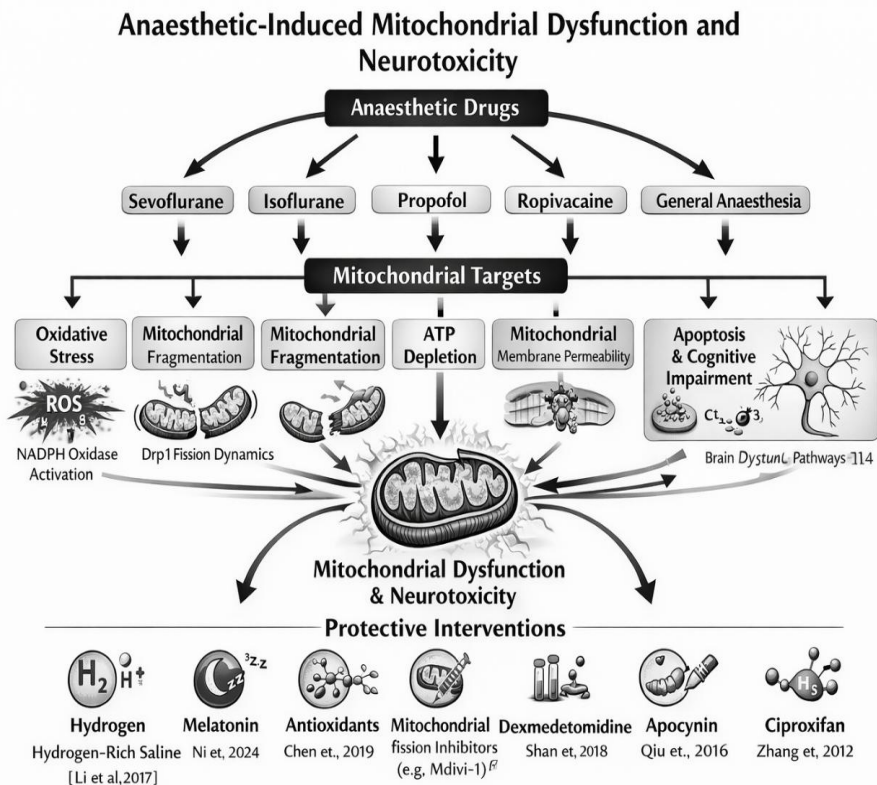 Anaesthetic-Induced Mitochondrial Dysfunction and
Neurotoxicity
Anaesthetic Drugs
Sevoflurane
Isoflurane
Propofol
Ropivacaine
General Anaesthesia
Mitochondrial Targets
Oxidative
Stress
Mitochondrial
Fragmentation
Mitochondrial
Fragmentation
ATP
Depletion
Mitochondrial
Membrane Permeability
Apoptosis
& Cognitive
Impairment
ROS
NADPH Oxidase
Activation
Drp1 Fission Dynamics
Brain Pathways
Mitochondrial Dysfunction
& Neurotoxicity
Protective Interventions
H2
H+
zz
Hydrogen
Hydrogen-Rich Saline
[Li et al,2017]
Melatonin
Ni et, 2024
Antioxidants
Chen et., 2019
Mitochondrial
fission Inhibitors
(e.g, Mdivi-1)
Dexmedetomidine
Shan et, 2018
Apocynin
Qiu et., 2016
Hs
Ciproxifan
Zhang et, 2012